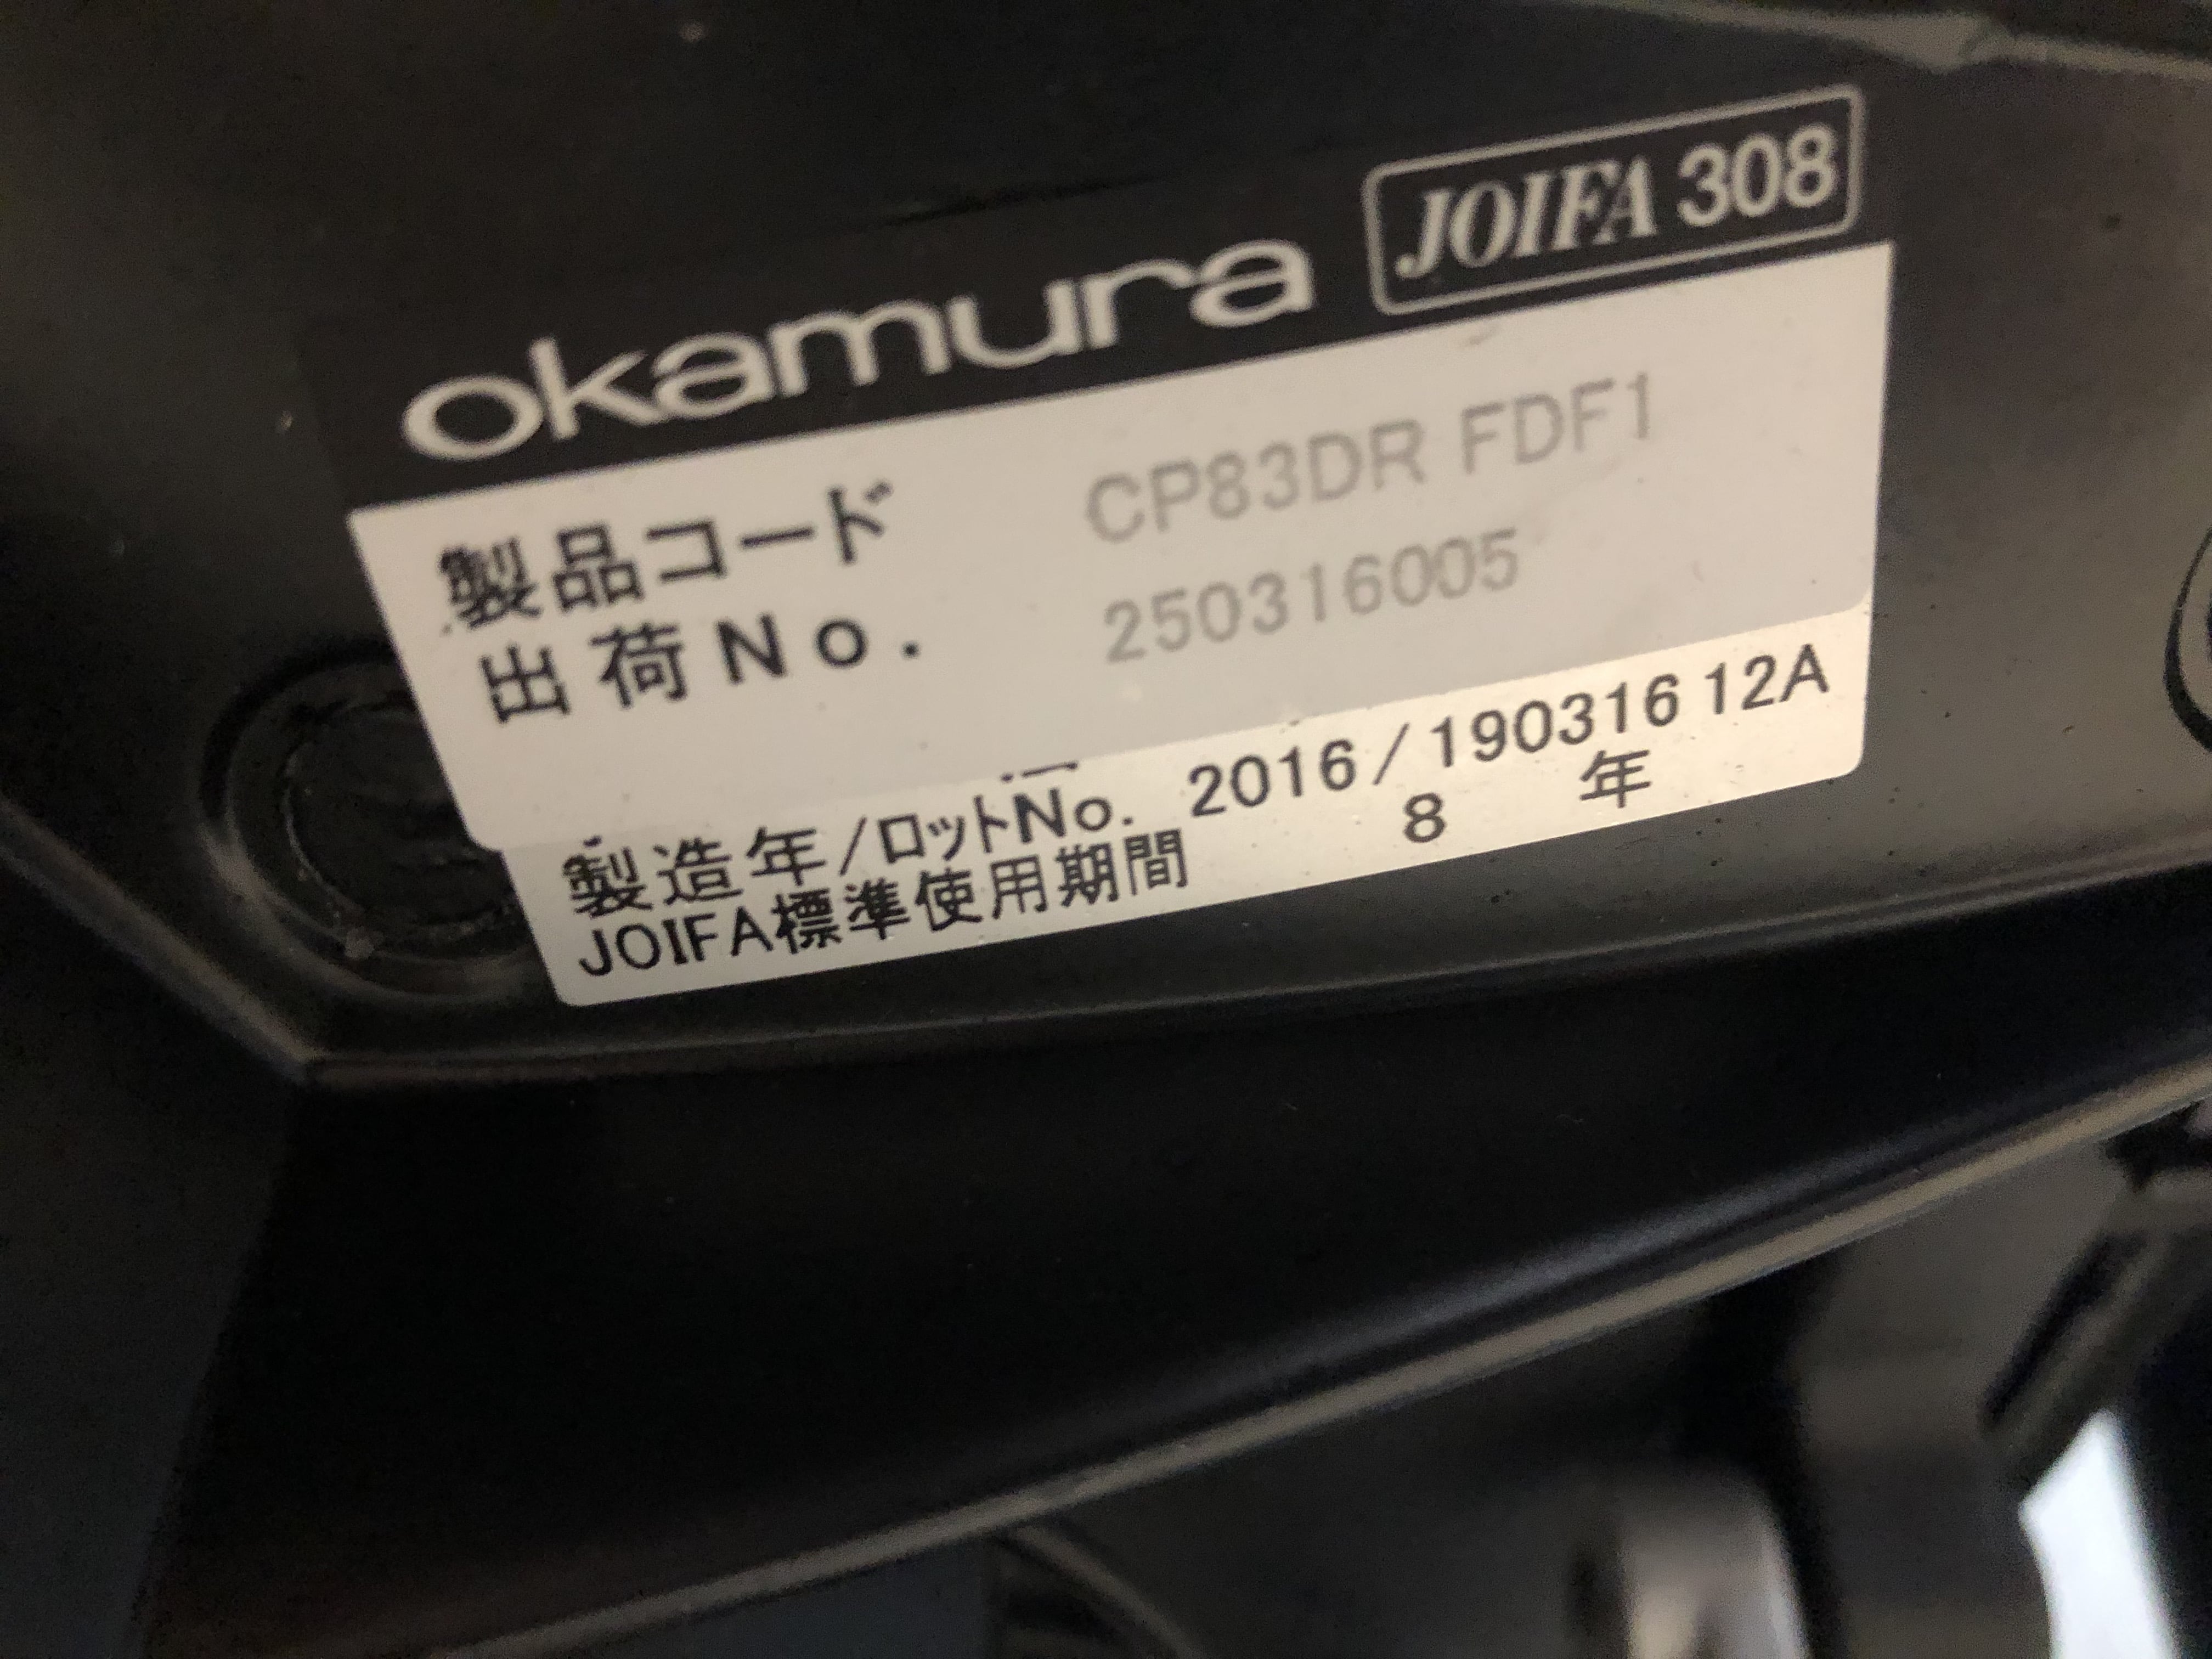 okamura JOIFA 308
製品コード CP83DR FDF1
出荷No. 250316005
製造年/ロットNo. 2016/190316 12A
JOIFA標準使用期間 8 年